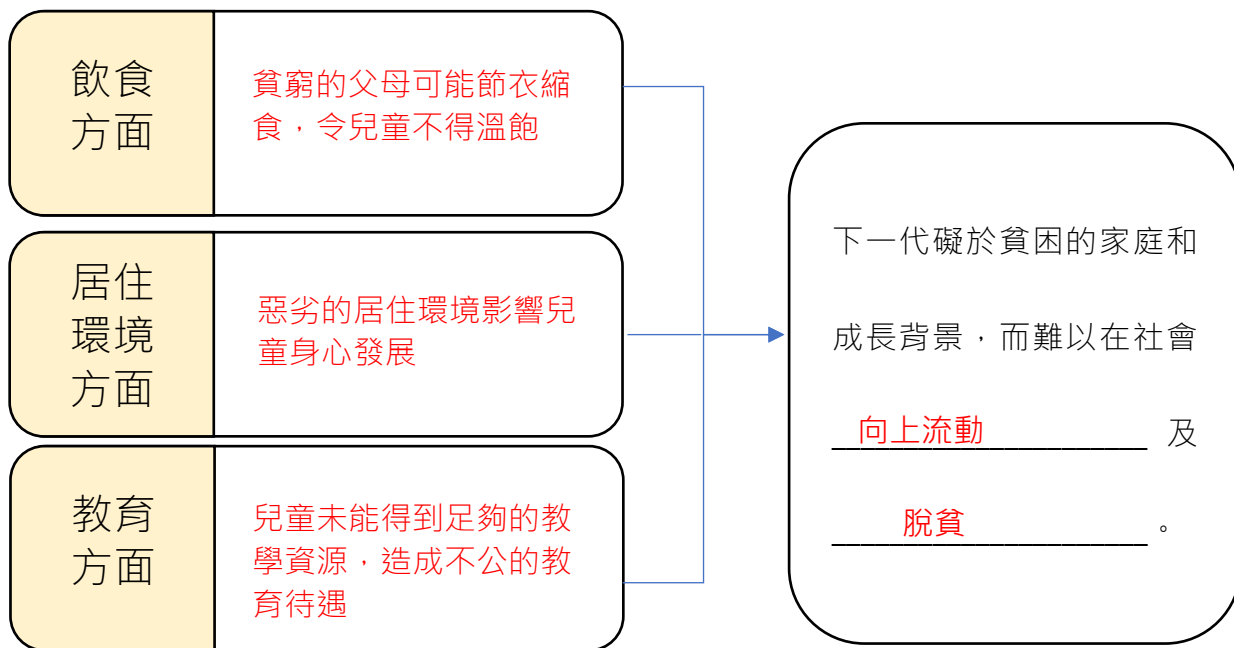 飲食
方面
貧窮的父母可能節衣縮
食，令兒童不得溫飽
居住
環境
方面
惡劣的居住環境影響兒
童身心發展
教育
方面
兒童未能得到足夠的教
學資源，造成不公的教
育待遇
下一代礙於貧困的家庭和
成長背景，而難以在社會
向上流動 及
脫貧 。